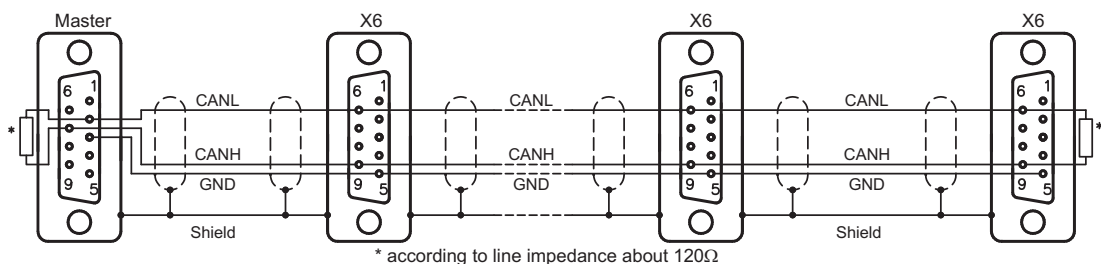 Master X6 X6 X6
6 1 6 1 6 1 6 1
CANL CANL CANL
* *
CANH CANH CANH
9 5 9 5 9 5 9 5
GND GND GND
Shield Shield
* according to line impedance about 120Ω